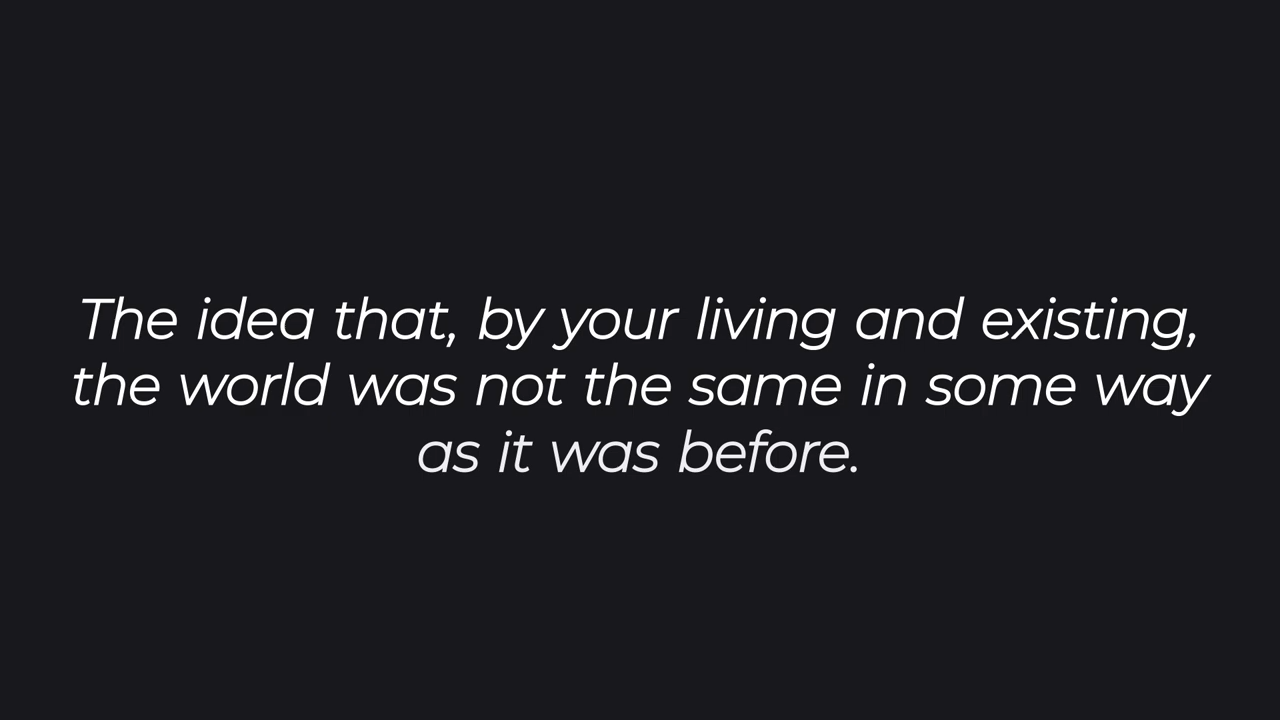 The idea that, by your living and existing,
the world was not the same in some way
as it was before.